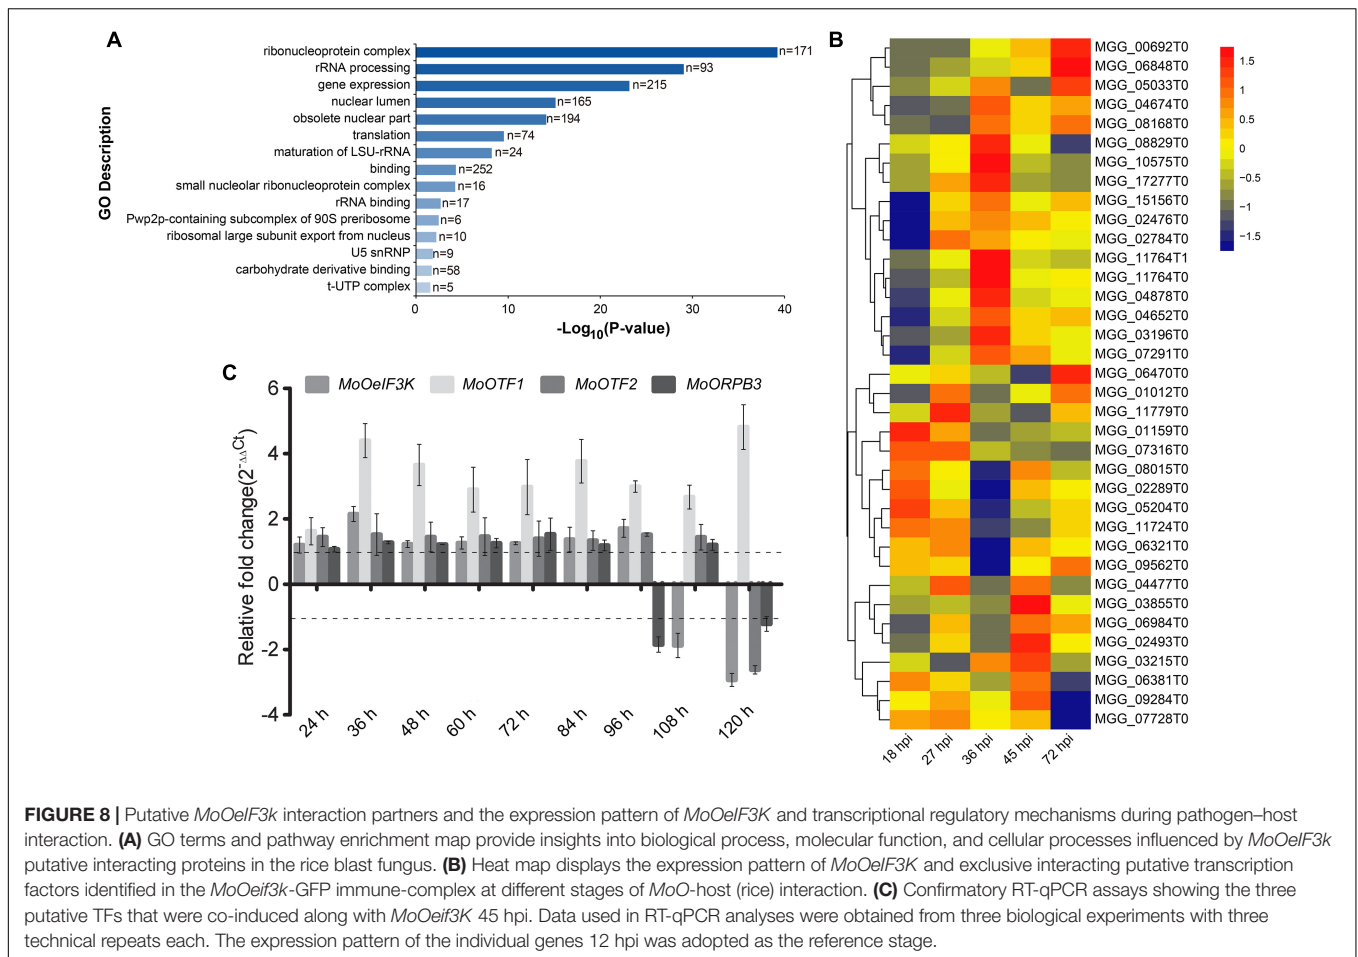 A
GO Description
ribonucleoprotein complex n=171
rRNA processing n=93
gene expression n=215
nuclear lumen n=165
obsolete nuclear part n=194
translation n=74
maturation of LSU-rRNA n=24
binding n=252
small nucleolar ribonucleoprotein complex n=16
rRNA binding n=17
Pwp2p-containing subcomplex of 90S preribosome n=6
ribosomal large subunit export from nucleus n=10
U5 snRNP n=9
carbohydrate derivative binding n=58
t-UTP complex n=5
0 10 20 30 40
-Log10(P-value)
B
MGG_00692T0
MGG_06848T0
MGG_05033T0
MGG_04674T0
MGG_08168T0
MGG_08829T0
MGG_10575T0
MGG_17277T0
MGG_15156T0
MGG_02476T0
MGG_02784T0
MGG_11764T1
MGG_11764T0
MGG_04878T0
MGG_04652T0
MGG_03196T0
MGG_07291T0
MGG_06470T0
MGG_01012T0
MGG_11779T0
MGG_01159T0
MGG_07316T0
MGG_08015T0
MGG_02289T0
MGG_05204T0
MGG_11724T0
MGG_06321T0
MGG_09562T0
MGG_04477T0
MGG_03855T0
MGG_06984T0
MGG_02493T0
MGG_03215T0
MGG_06381T0
MGG_09284T0
MGG_07728T0
18 hpi 27 hpi 36 hpi 45 hpi 72 hpi
1.5
1
0.5
0
−0.5
−1
−1.5
C
MoOeIF3K MoOTF1 MoOTF2 MoORPB3
Relative fold change(2-ΔΔCt)
6
4
2
0
-2
-4
24 h 36 h 48 h 60 h 72 h 84 h 96 h 108 h 120 h
FIGURE 8 | Putative MoOeIF3k interaction partners and the expression pattern of MoOeIF3K and transcriptional regulatory mechanisms during pathogen–host
interaction. (A) GO terms and pathway enrichment map provide insights into biological process, molecular function, and cellular processes influenced by MoOeIF3k
putative interacting proteins in the rice blast fungus. (B) Heat map displays the expression pattern of MoOeIF3K and exclusive interacting putative transcription
factors identified in the MoOeif3k-GFP immune-complex at different stages of MoO-host (rice) interaction. (C) Confirmatory RT-qPCR assays showing the three
putative TFs that were co-induced along with MoOeif3K 45 hpi. Data used in RT-qPCR analyses were obtained from three biological experiments with three
technical repeats each. The expression pattern of the individual genes 12 hpi was adopted as the reference stage.